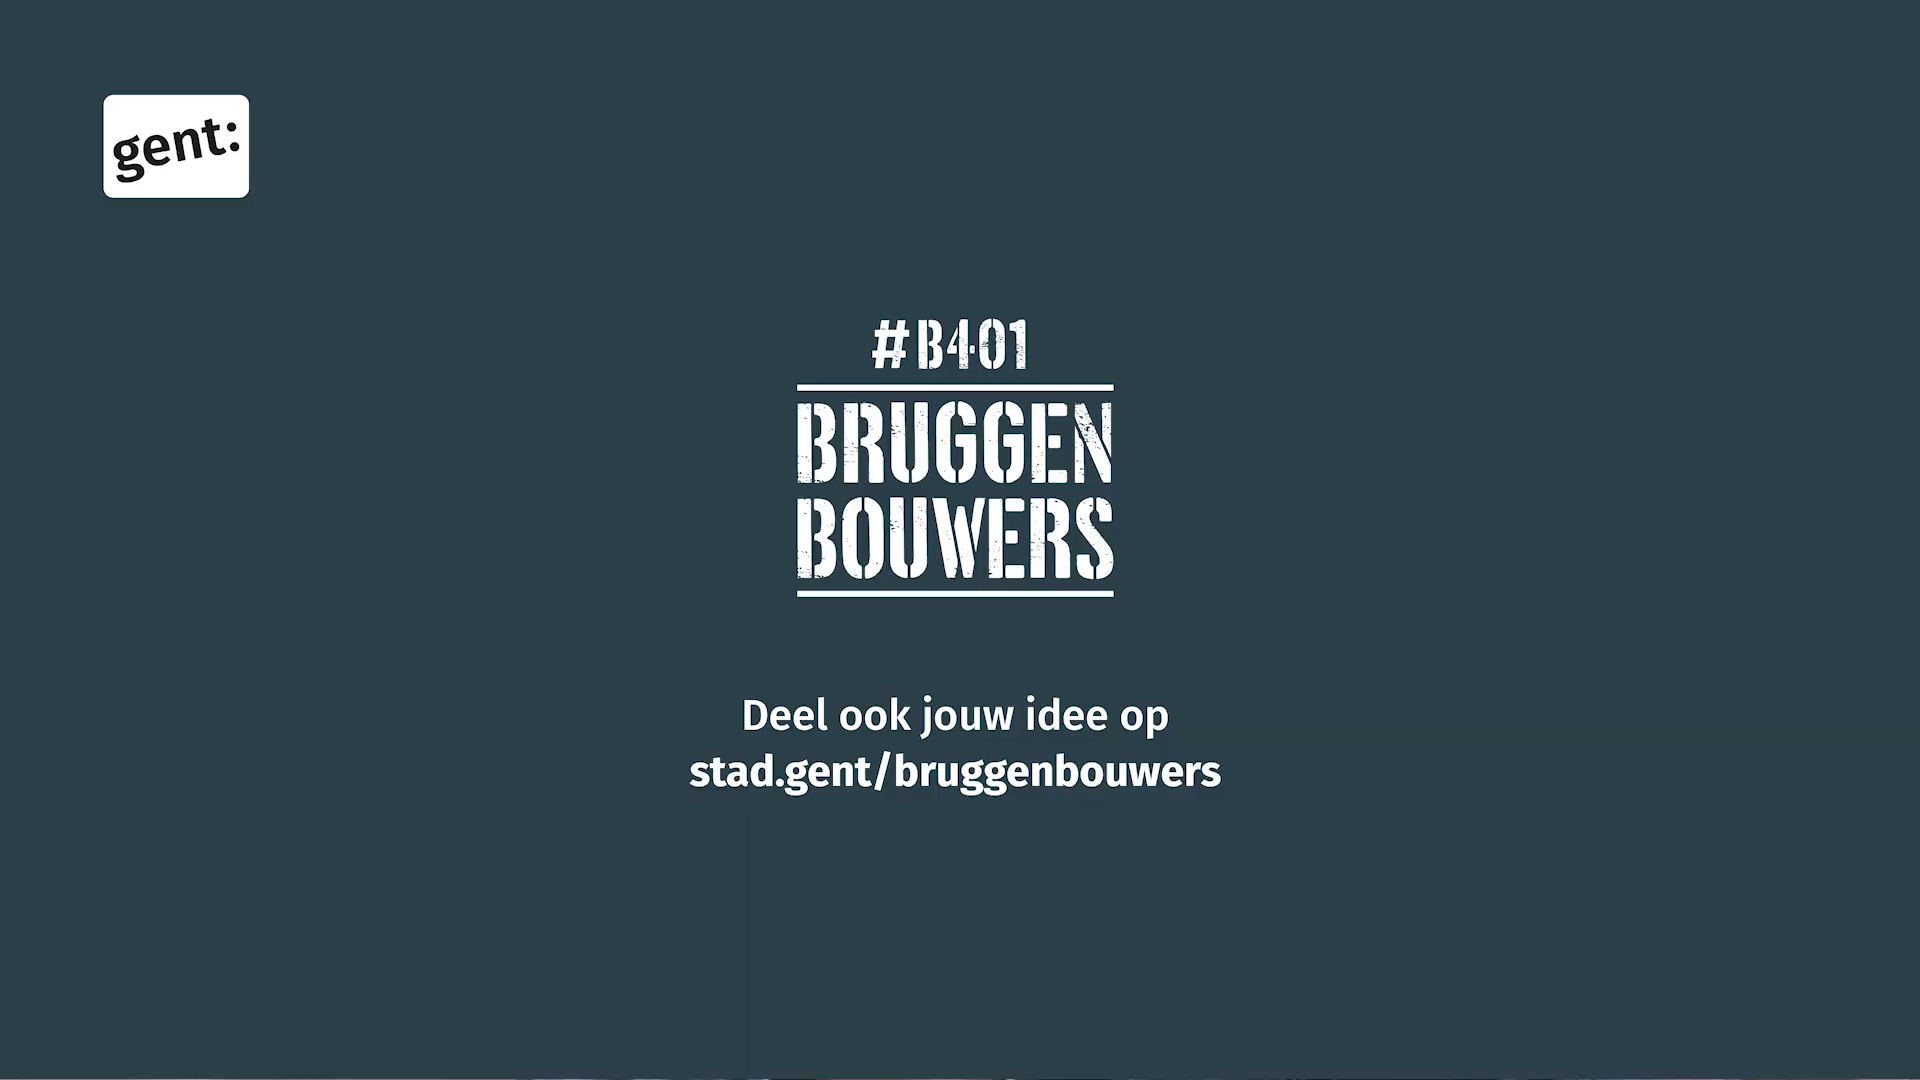 gent:
#B401
BRUGGEN
BOUWERS
Deel ook jouw idee op
stad.gent/bruggenbouwers